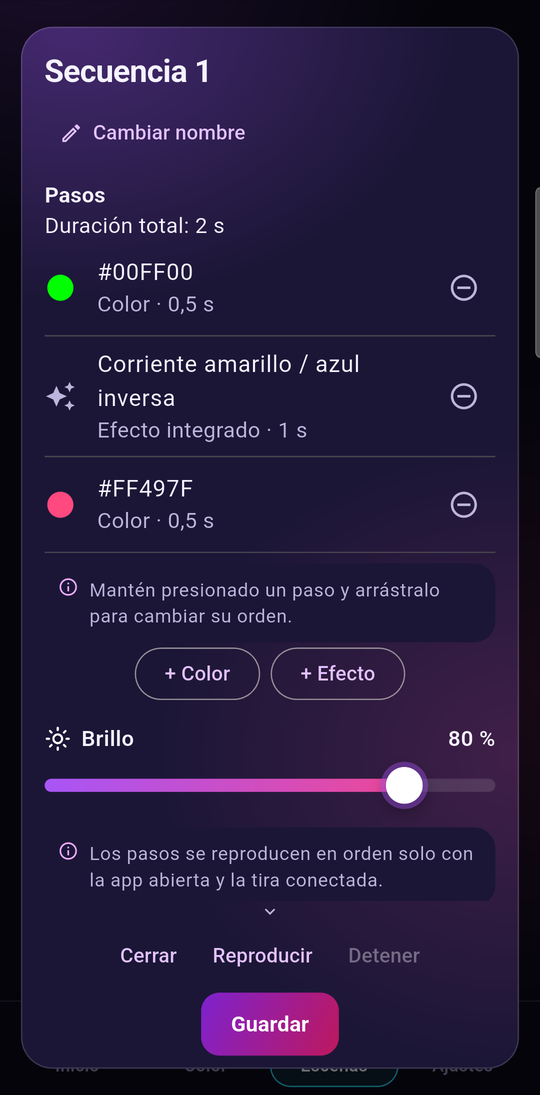 Secuencia 1
Cambiar nombre
Pasos
Duración total: 2 s
#00FF00
Color · 0,5 s
Corriente amarillo / azul
inversa
Efecto integrado · 1 s
#FF497F
Color · 0,5 s
Mantén presionado un paso y arrástralo
para cambiar su orden.
+ Color
+ Efecto
Brillo
80 %
Los pasos se reproducen en orden solo con
la app abierta y la tira conectada.
Cerrar
Reproducir
Detener
Guardar